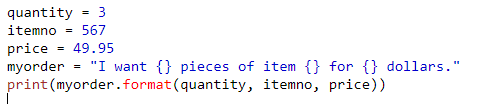 quantity = 3
itemno = 567
price = 49.95
myorder = "I want {} pieces of item {} for {} dollars."
print(myorder.format(quantity, itemno, price))